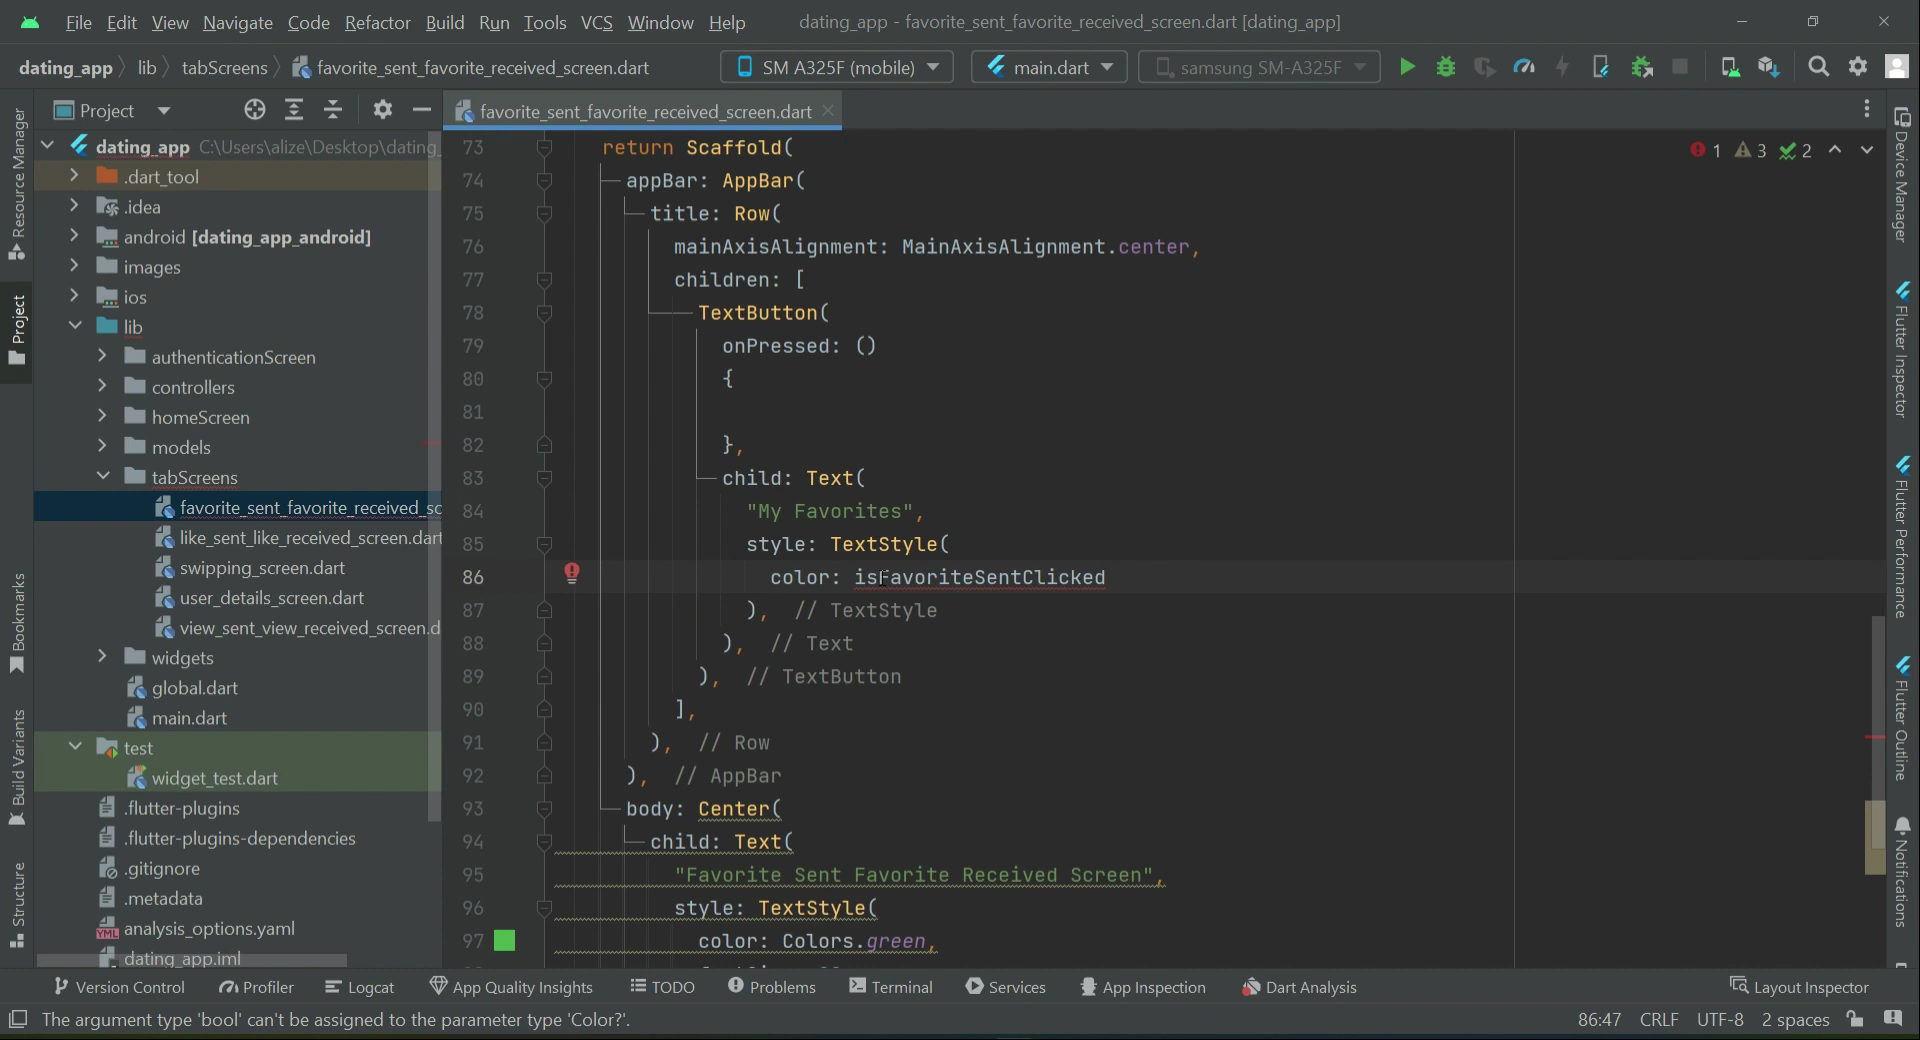 File Edit View Navigate Code Refactor Build Run Tools VCS Window Help dating_app - favorite_sent_favorite_received_screen.dart [dating_app]
dating_app lib tabScreens favorite_sent_favorite_received_screen.dart SM A325F (mobile) main.dart samsung SM-A325F
Project
favorite_sent_favorite_received_screen.dart
dating_app C:\Users\alize\Desktop\dating_
.dart_tool
.idea
android [dating_app_android]
images
ios
lib
authenticationScreen
controllers
homeScreen
models
tabScreens
favorite_sent_favorite_received_sc
like_sent_like_received_screen.dart
swipping_screen.dart
user_details_screen.dart
view_sent_view_received_screen.d
widgets
global.dart
main.dart
test
widget_test.dart
.flutter-plugins
.flutter-plugins-dependencies
.gitignore
.metadata
analysis_options.yaml
dating_app.iml
Resource Manager
Project
Bookmarks
Build Variants
Structure
73 return Scaffold(
74 appBar: AppBar(
75 title: Row(
76 mainAxisAlignment: MainAxisAlignment.center,
77 children: [
78 TextButton(
79 onPressed: ()
80 {
81
82 },
83 child: Text(
84 "My Favorites",
85 style: TextStyle(
86 color: isFavoriteSentClicked
87 ), // TextStyle
88 ), // Text
89 ), // TextButton
90 ],
91 ), // Row
92 ), // AppBar
93 body: Center(
94 child: Text(
95 "Favorite Sent Favorite Received Screen",
96 style: TextStyle(
97 color: Colors.green,
1 3 2
Device Manager
Flutter Inspector
Flutter Performance
Flutter Outline
Notifications
Version Control Profiler Logcat App Quality Insights TODO Problems Terminal Services App Inspection Dart Analysis Layout Inspector
The argument type 'bool' can't be assigned to the parameter type 'Color?'. 86:47 CRLF UTF-8 2 spaces